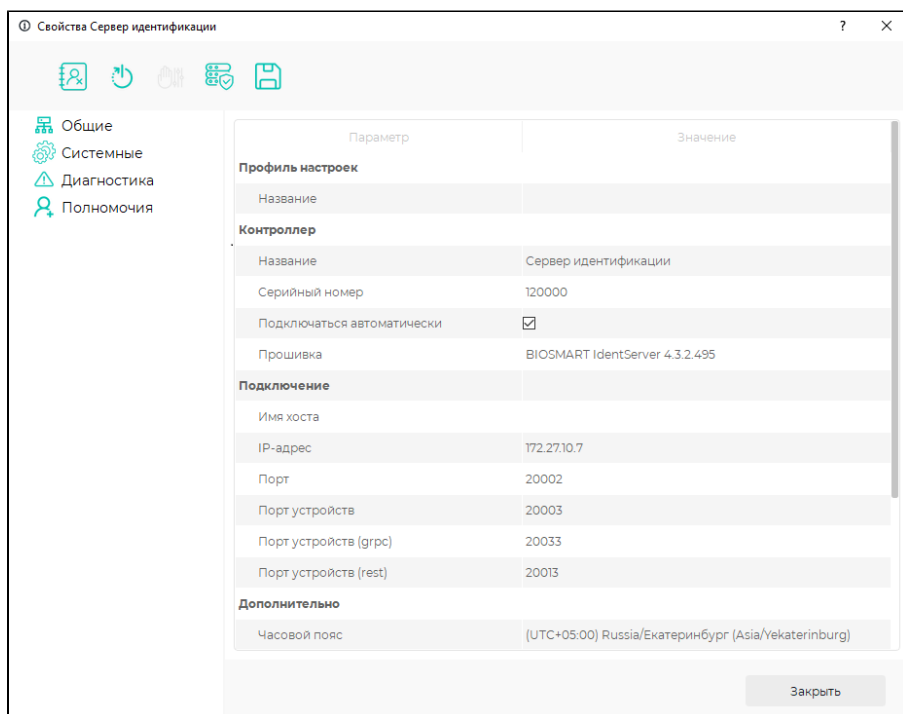 Свойства Сервер идентификации
Общие
Системные
Диагностика
Полномочия
Параметр Значение
Профиль настроек
Название
Контроллер
Название Сервер идентификации
Серийный номер 120000
Подключаться автоматически
Прошивка BIOSMART IdentServer 4.3.2.495
Подключение
Имя хоста
IP-адрес 172.27.10.7
Порт 20002
Порт устройств 20003
Порт устройств (grpc) 20033
Порт устройств (rest) 20013
Дополнительно
Часовой пояс (UTC+05:00) Russia/Екатеринбург (Asia/Yekaterinburg)
Закрыть